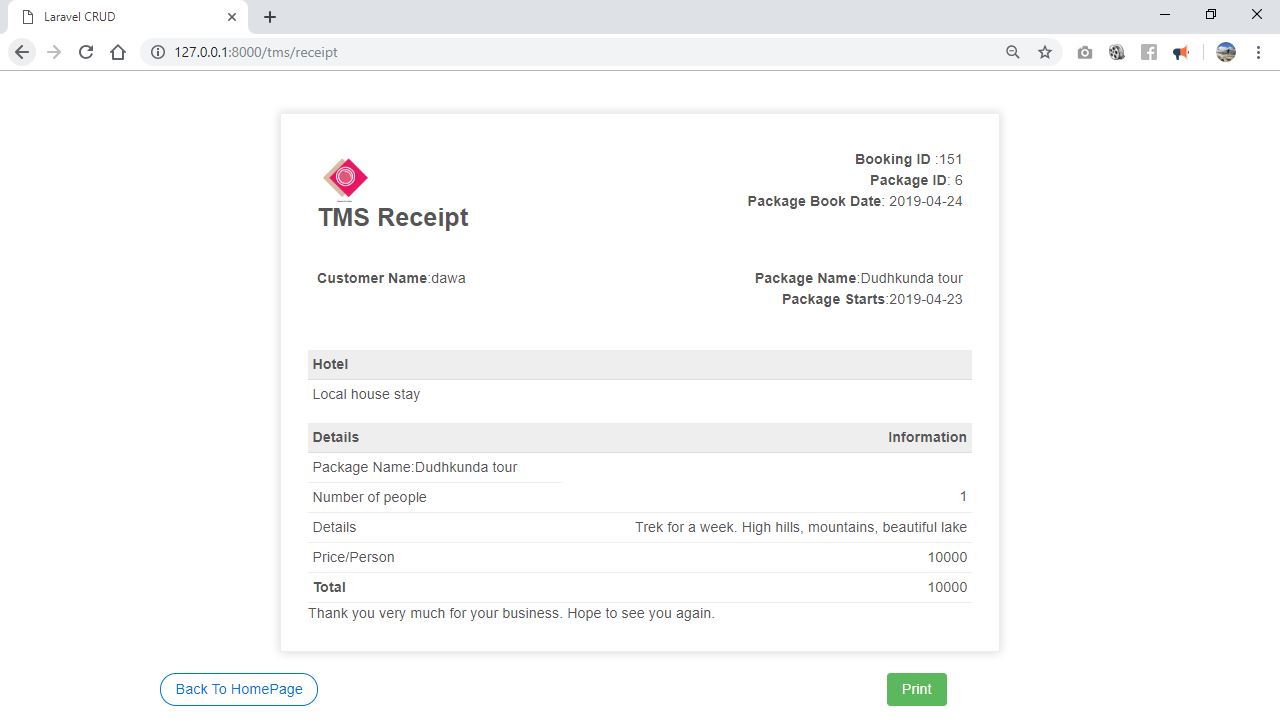 Laravel CRUD
127.0.0.1:8000/tms/receipt
Booking ID :151
Package ID: 6
Package Book Date: 2019-04-24
TMS Receipt
Customer Name:dawa
Package Name:Dudhkunda tour
Package Starts:2019-04-23
Hotel
Local house stay
Details Information
Package Name:Dudhkunda tour
Number of people 1
Details Trek for a week. High hills, mountains, beautiful lake
Price/Person 10000
Total 10000
Thank you very much for your business. Hope to see you again.
Back To HomePage Print